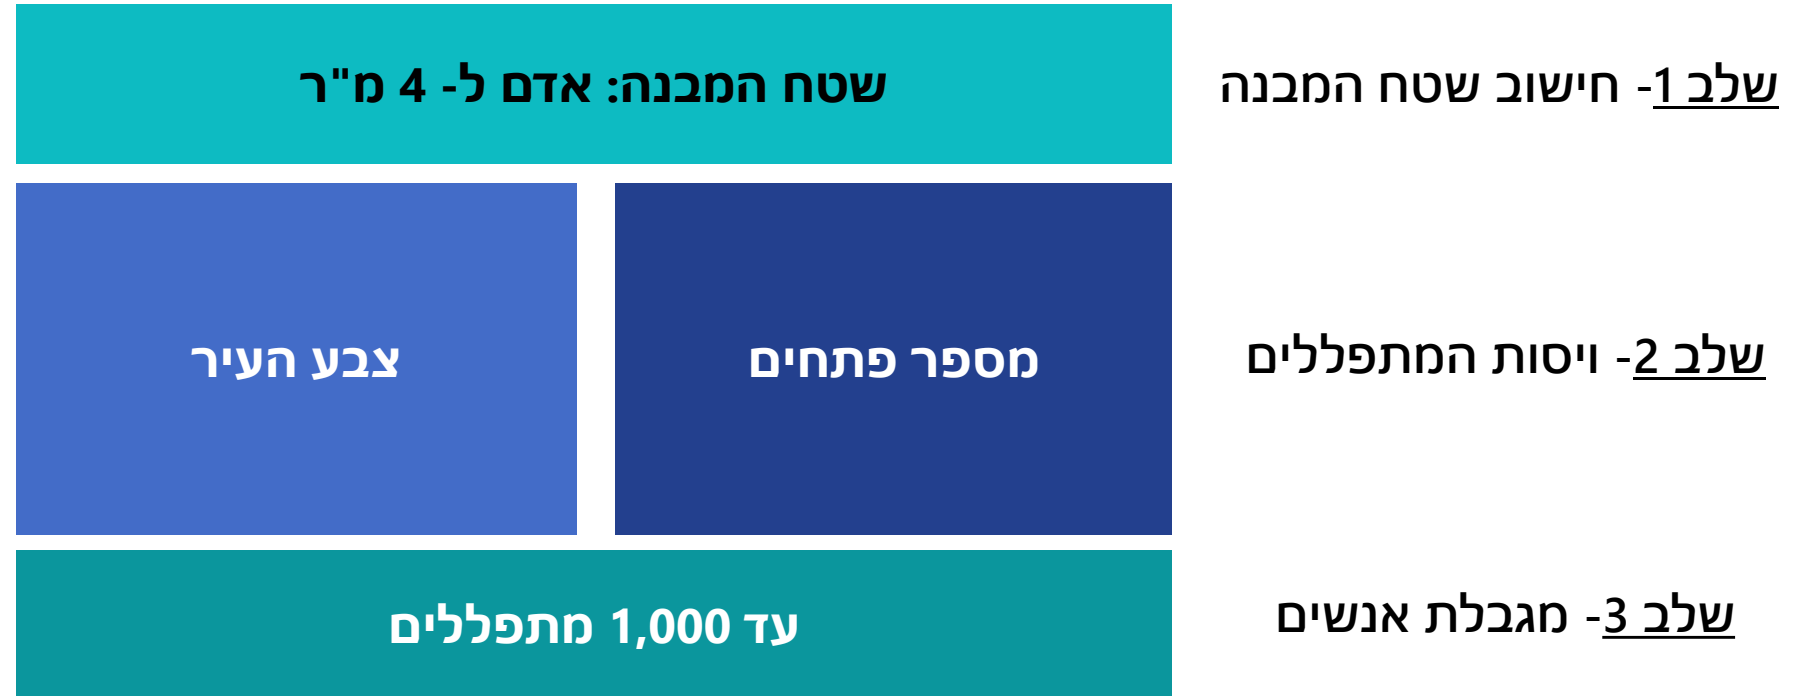 שלב 1- חישוב שטח המבנה
שטח המבנה: אדם ל- 4 מ"ר
שלב 2- ויסות המתפללים
מספר פתחים
צבע העיר
שלב 3- מגבלת אנשים
עד 1,000 מתפללים